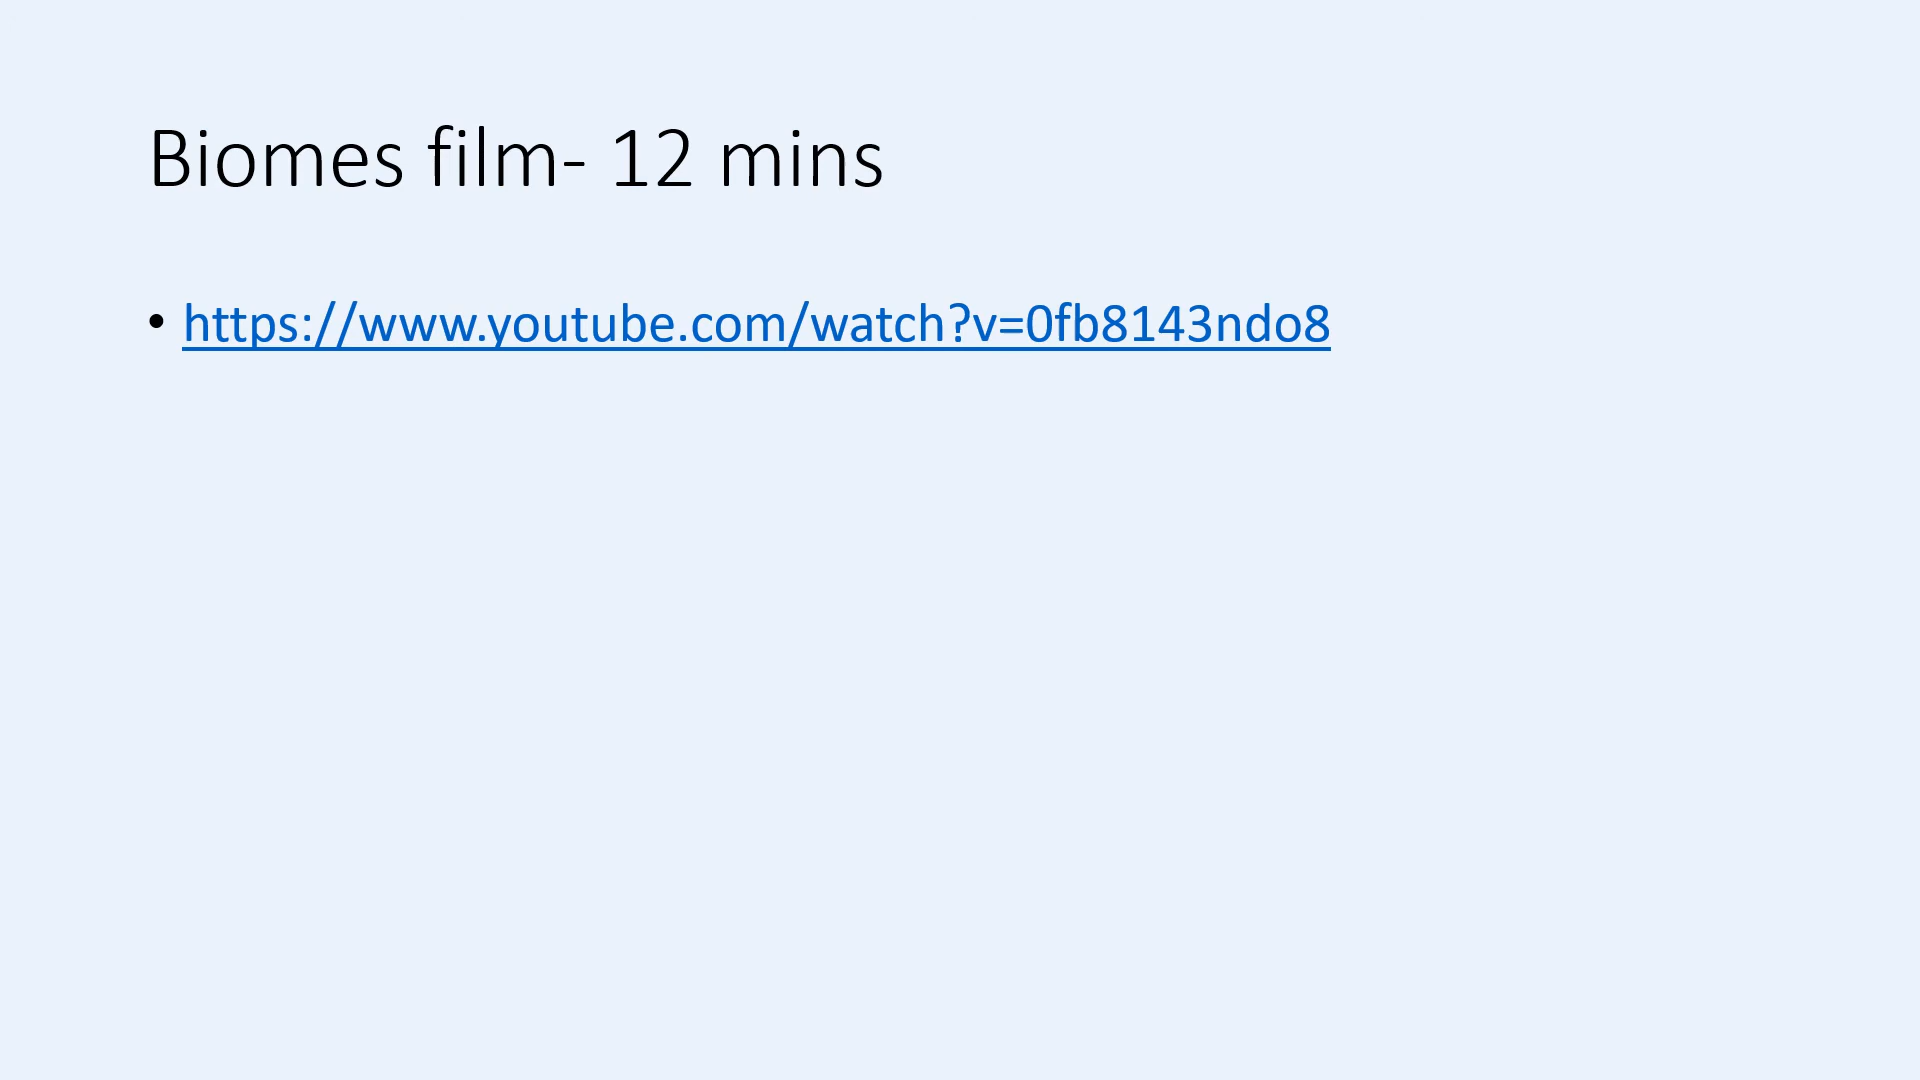 Biomes film- 12 mins
• https://www.youtube.com/watch?v=0fb8143ndo8